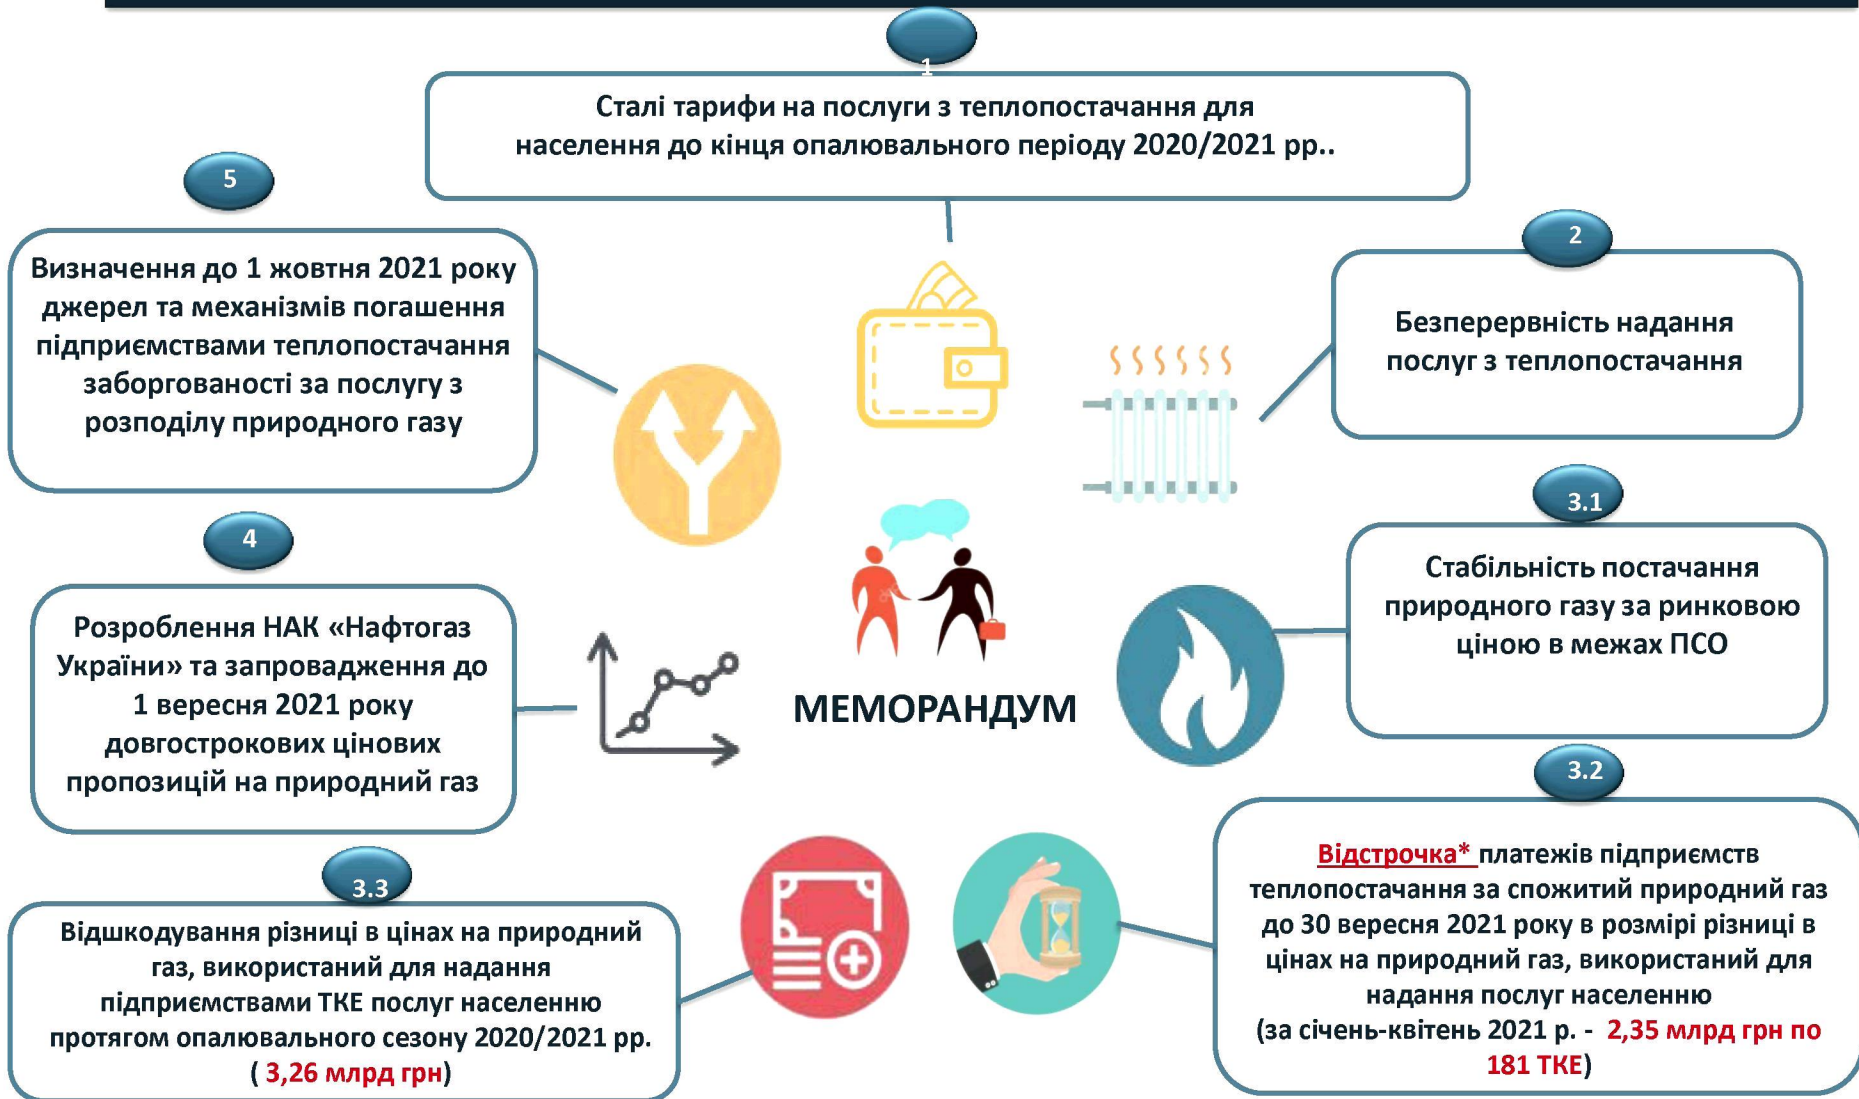 1
Сталі тарифи на послуги з теплопостачання для
населення до кінця опалювального періоду 2020/2021 рр..
2
Безперервність надання
послуг з теплопостачання
3.1
Стабільність постачання
природного газу за ринковою
ціною в межах ПСО
3.2
Відстрочка* платежів підприємств
теплопостачання за спожитий природний газ
до 30 вересня 2021 року в розмірі різниці в
цінах на природний газ, використаний для
надання послуг населенню
(за січень-квітень 2021 р. - 2,35 млрд грн по
181 ТКЕ)
3.3
Відшкодування різниці в цінах на природний
газ, використаний для надання
підприємствами ТКЕ послуг населенню
протягом опалювального сезону 2020/2021 рр.
( 3,26 млрд грн)
4
Розроблення НАК «Нафтогаз
України» та запровадження до
1 вересня 2021 року
довгострокових цінових
пропозицій на природний газ
5
Визначення до 1 жовтня 2021 року
джерел та механізмів погашення
підприємствами теплопостачання
заборгованості за послугу з
розподілу природного газу
МЕМОРАНДУМ